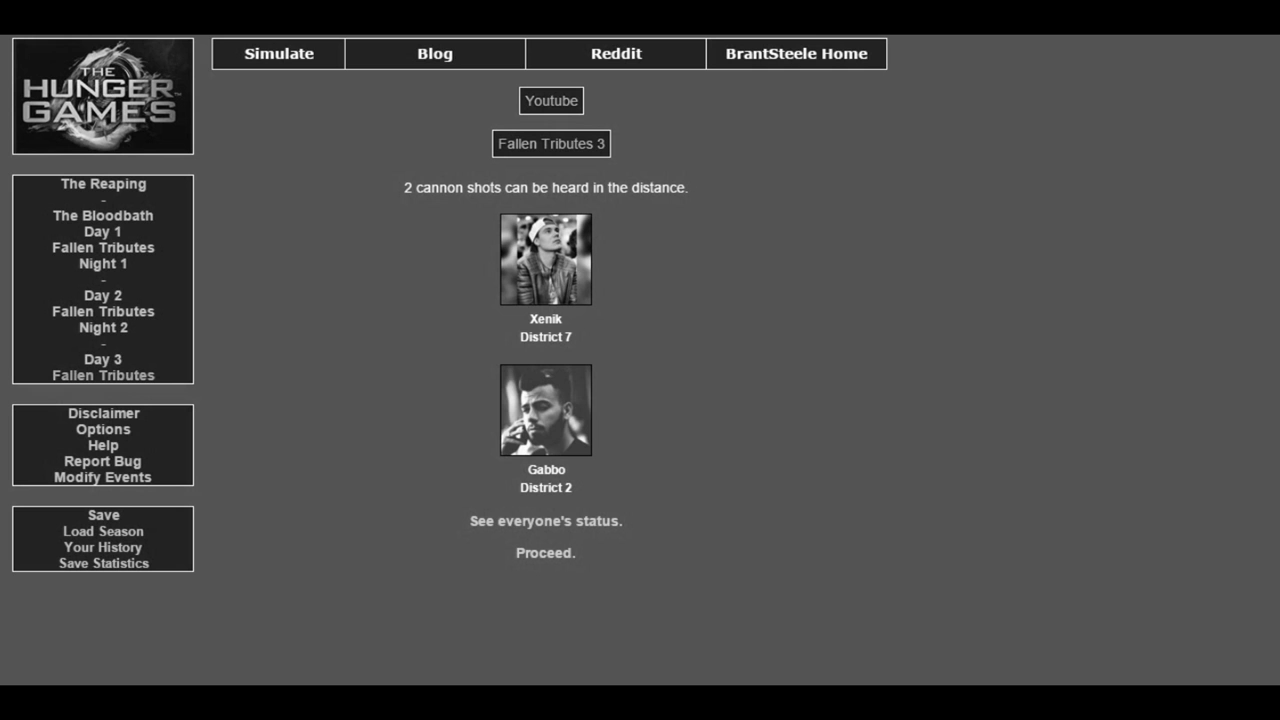 THE
HUNGER
GAMES
Simulate
Blog
Reddit
BrantSteele Home
Youtube
Fallen Tributes 3
2 cannon shots can be heard in the distance.
Xenik
District 7
Gabbo
District 2
See everyone's status.
Proceed.
The Reaping
-
The Bloodbath
Day 1
Fallen Tributes
Night 1
-
Day 2
Fallen Tributes
Night 2
-
Day 3
Fallen Tributes
Disclaimer
Options
Help
Report Bug
Modify Events
Save
Load Season
Your History
Save Statistics